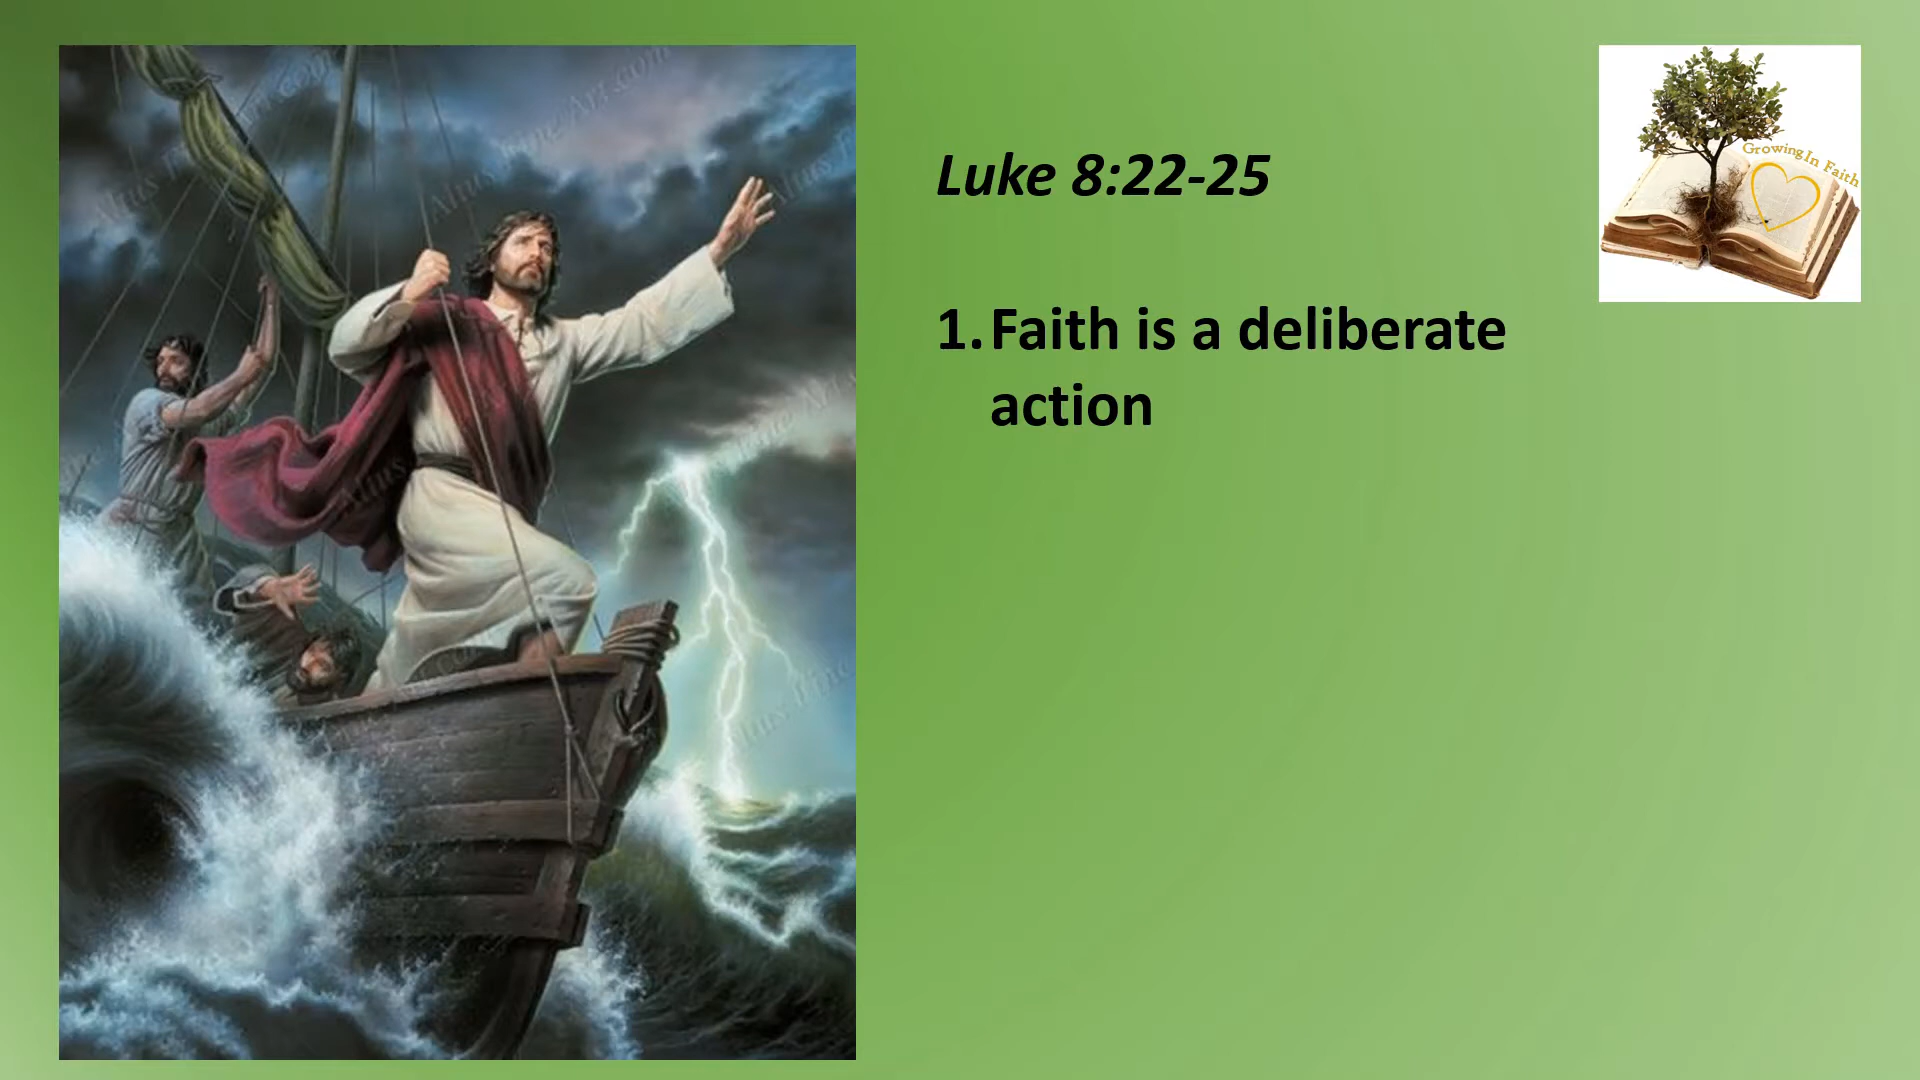 Luke 8:22-25
Growing In Faith
1. Faith is a deliberate
action